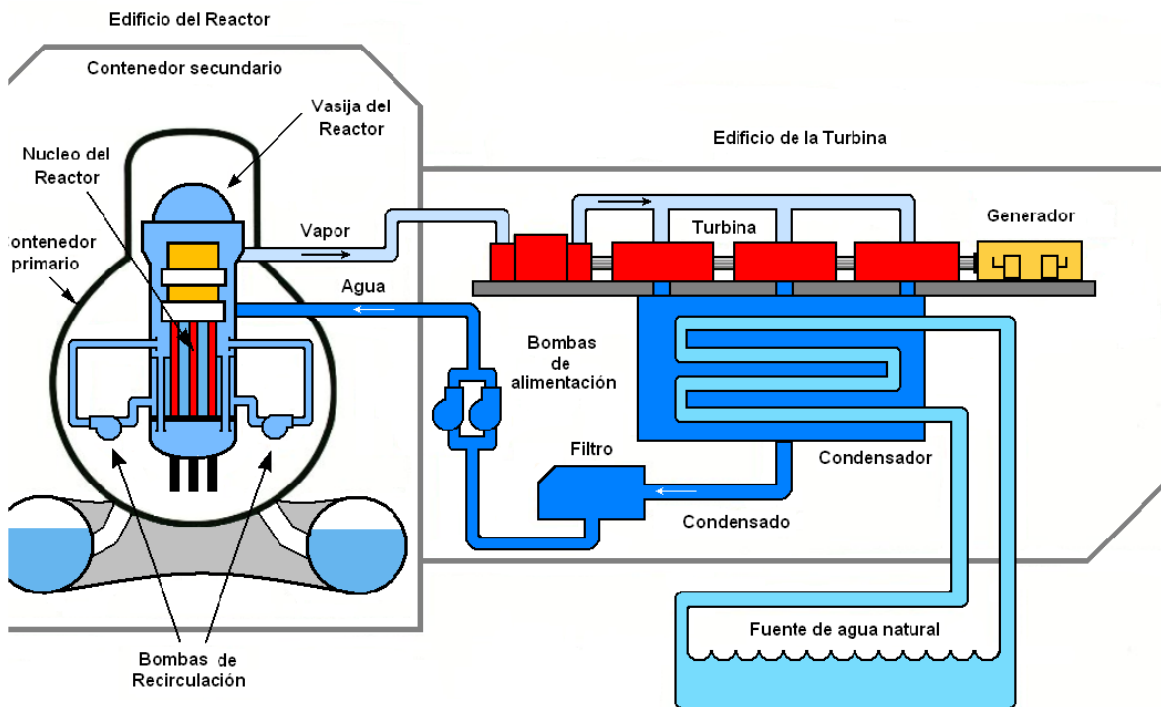 Edificio del Reactor
Contenedor secundario
Vasija del
Reactor
Nucleo del
Reactor
Contenedor
primario
Vapor
Agua
Edificio de la Turbina
Turbina
Generador
Bombas
de
alimentación
Filtro
Condensador
Condensado
Fuente de agua natural
Bombas de
Recirculación